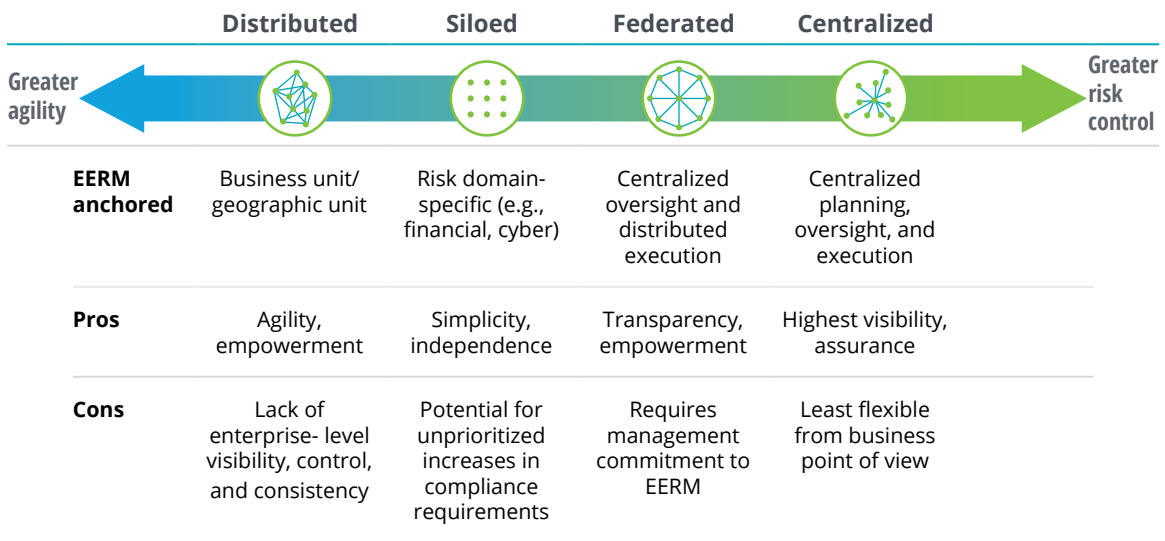 Distributed
Siloed
Federated
Centralized
Greater
agility
Greater
risk
control
EERM
anchored
Business unit/
geographic unit
Risk domain-
specific (e.g.,
financial, cyber)
Centralized
oversight and
distributed
execution
Centralized
planning,
oversight, and
execution
Pros
Agility,
empowerment
Simplicity,
independence
Transparency,
empowerment
Highest visibility,
assurance
Cons
Lack of
enterprise- level
visibility, control,
and consistency
Potential for
unprioritized
increases in
compliance
requirements
Requires
management
commitment to
EERM
Least flexible
from business
point of view